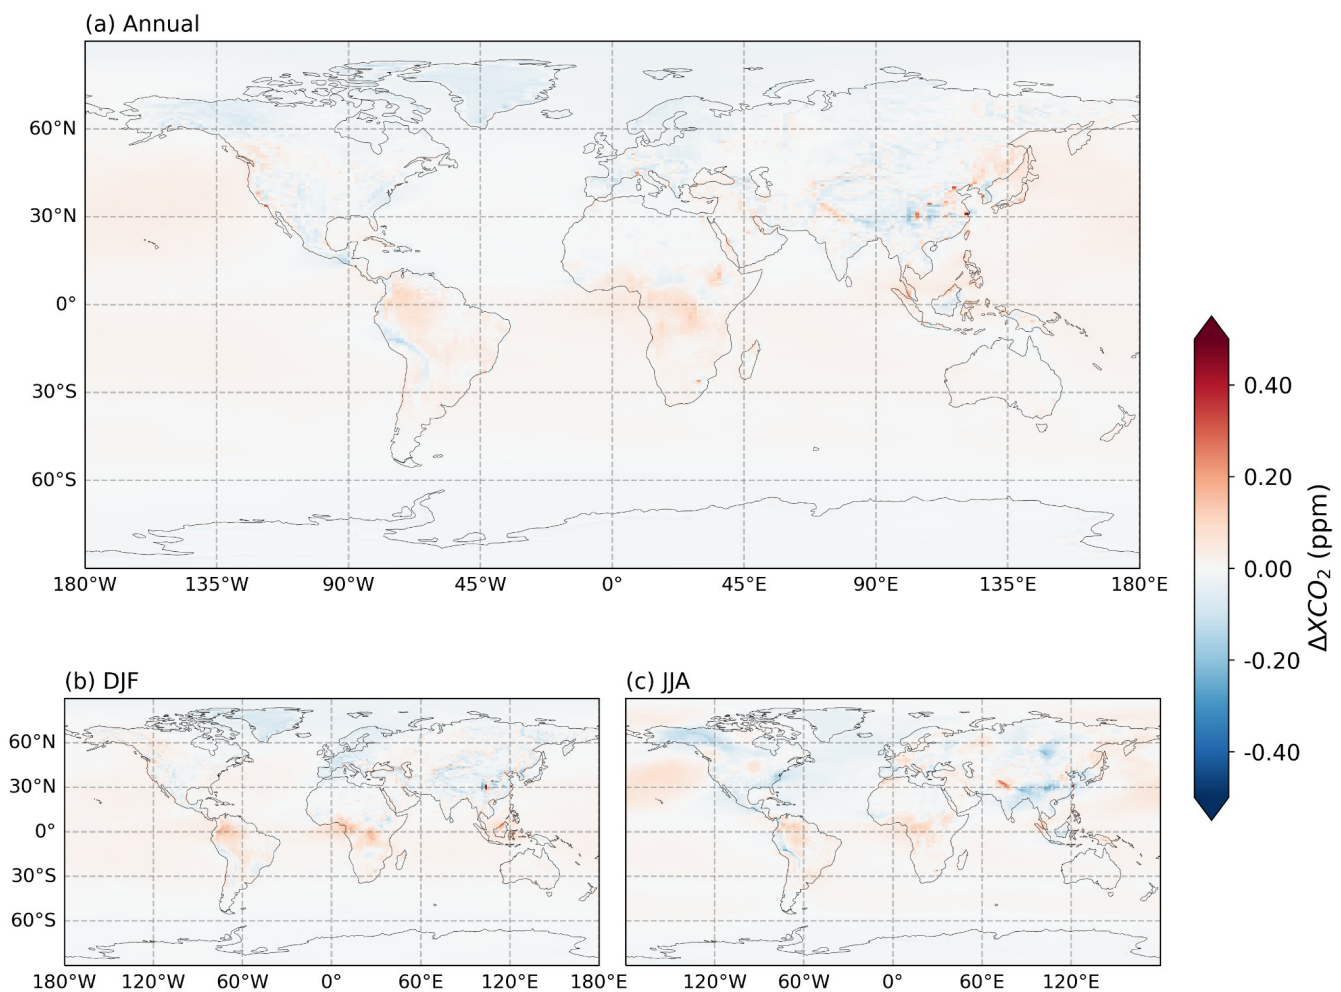 (a) Annual
60°N
30°N
0°
30°S
60°S
180°W 135°W 90°W 45°W 0° 45°E 90°E 135°E 180°E
0.40
0.20
0.00
-0.20
-0.40
ΔXCO₂ (ppm)
(b) DJF
60°N
30°N
0°
30°S
60°S
180°W 120°W 60°W 0° 60°E 120°E 180°E
(c) JJA
120°W 60°W 0° 60°E 120°E